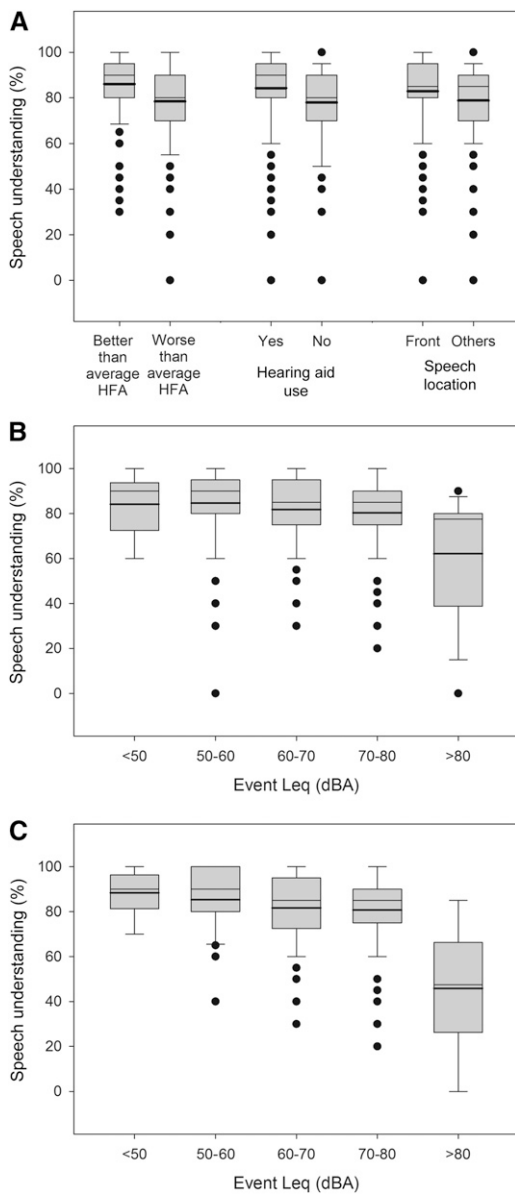 A
Speech understanding (%)
100
80
60
40
20
0
Better than average HFA
Worse than average HFA
Yes
No
Front
Others
Hearing aid use
Speech location
B
Speech understanding (%)
100
80
60
40
20
0
<50
50-60
60-70
70-80
>80
Event Leq (dBA)
C
Speech understanding (%)
100
80
60
40
20
0
<50
50-60
60-70
70-80
>80
Event Leq (dBA)